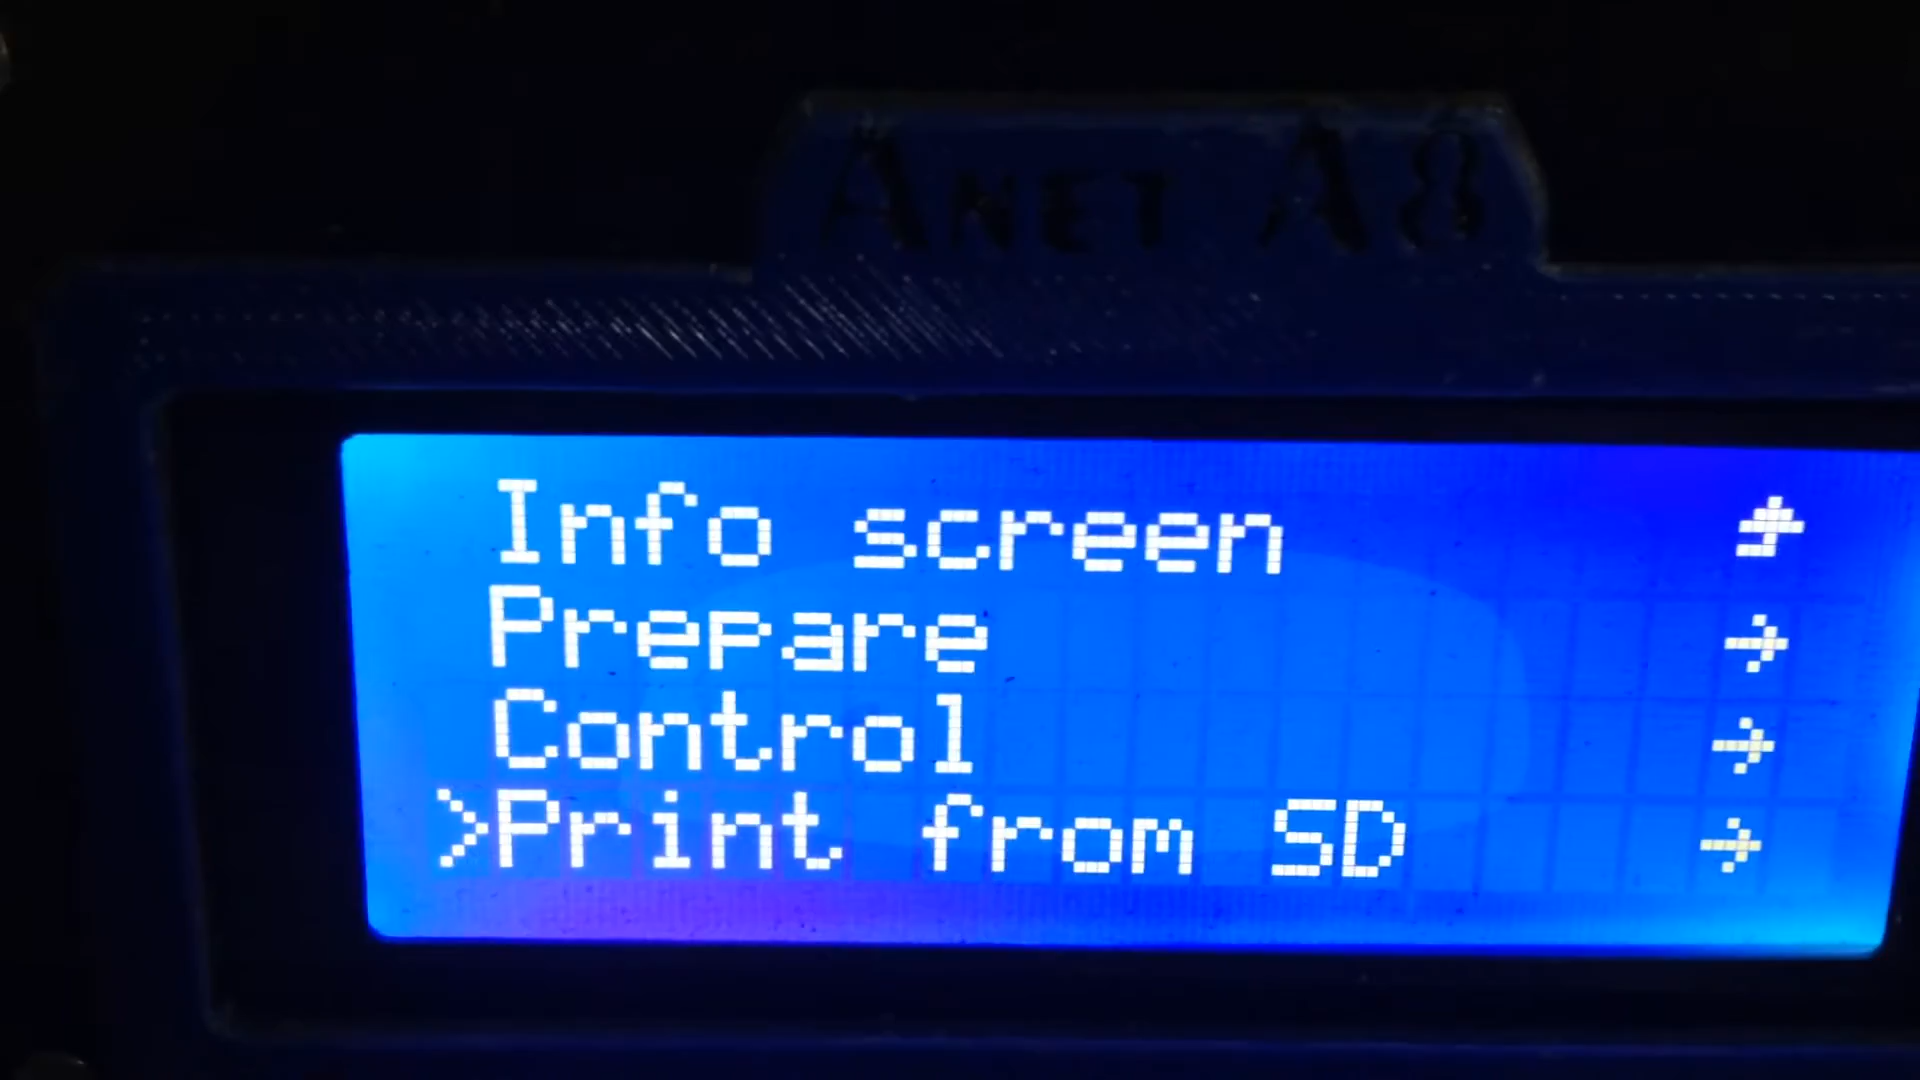 ANET A8
Info screen
Prepare →
Control →
>Print from SD →